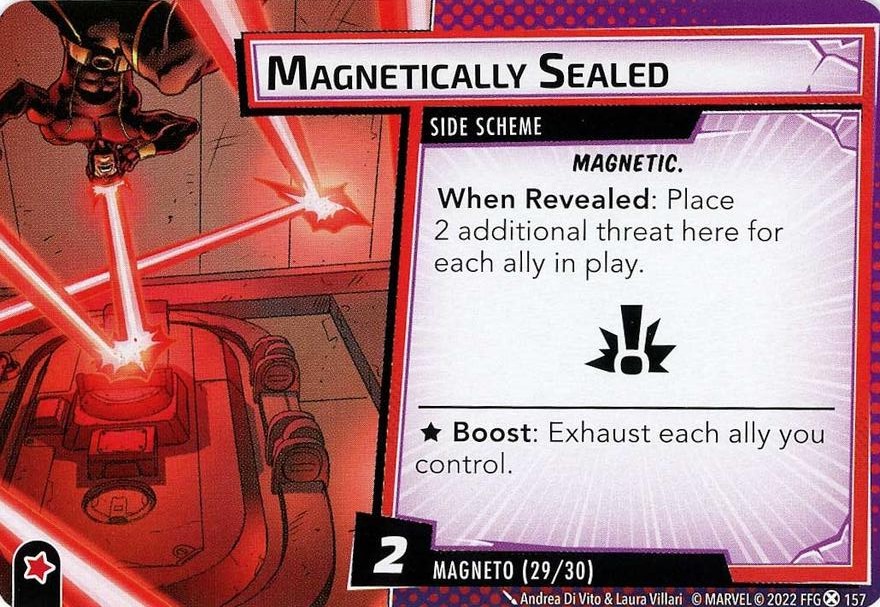 MAGNETICALLY SEALED
SIDE SCHEME
MAGNETIC.
When Revealed: Place
2 additional threat here for
each ally in play.
★ Boost: Exhaust each ally you
control.
2
MAGNETO (29/30)
Andrea Di Vito & Laura Villari © MARVEL © 2022 FFG 157